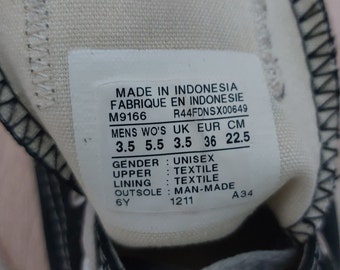 MADE IN INDONESIA
FABRIQUE EN INDONESIE
M9166 R44FDNSX00649
MENS WO'S UK EUR CM
3.5 5.5 3.5 36 22.5
GENDER : UNISEX
UPPER : TEXTILE
LINING : TEXTILE
OUTSOLE : MAN-MADE
6Y 1211 A34